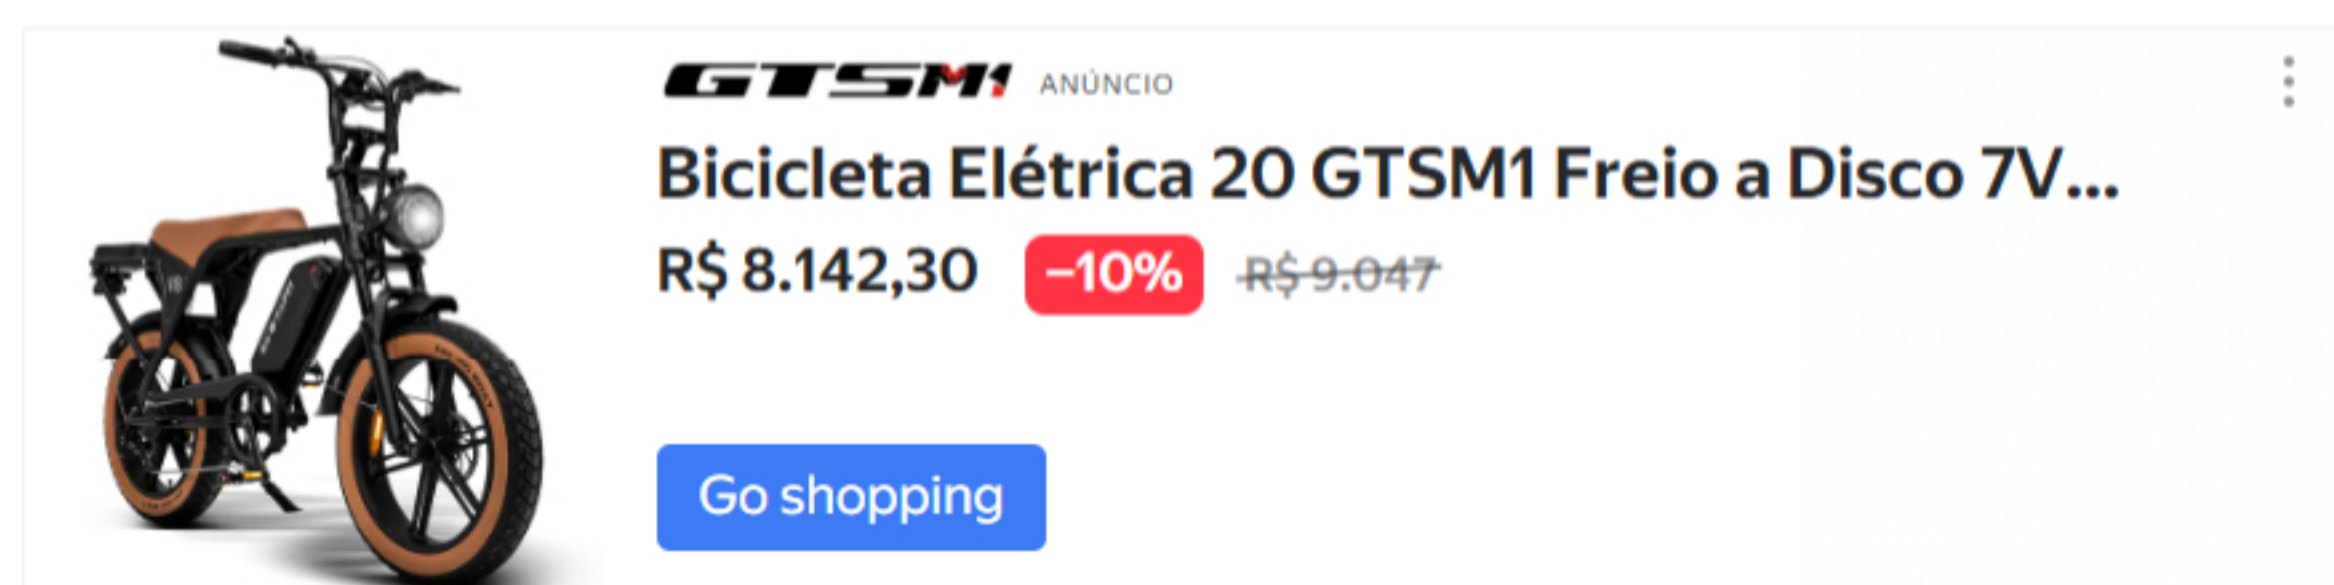 GTSM1 ANÚNCIO
Bicicleta Elétrica 20 GTSM1 Freio a Disco 7V...
R$ 8.142,30 –10% R$ 9.047
Go shopping